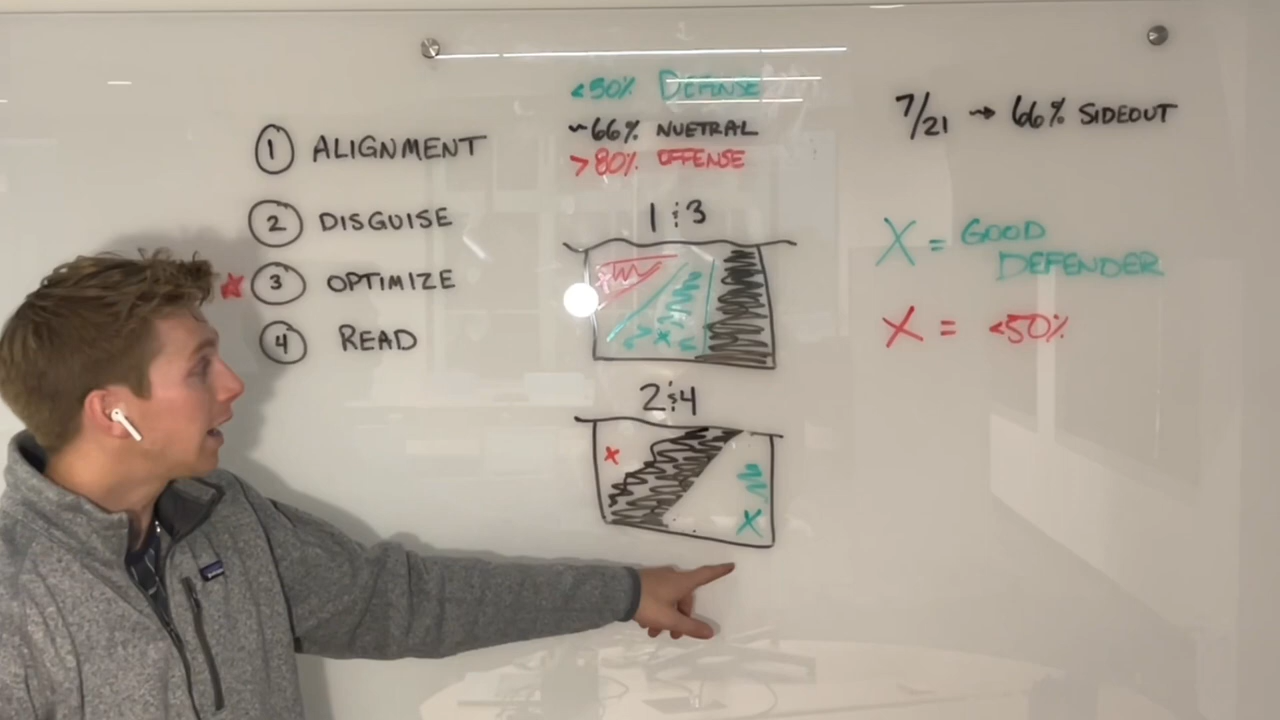 ① ALIGNMENT
② DISGUISE
③ OPTIMIZE
④ READ
<50% DEFENSE
~66% NUETRAL
>80% OFFENSE
1 & 3
X
2 & 4
X
X
7/21 → 66% SIDEOUT
X = GOOD
DEFENDER
X = <50%